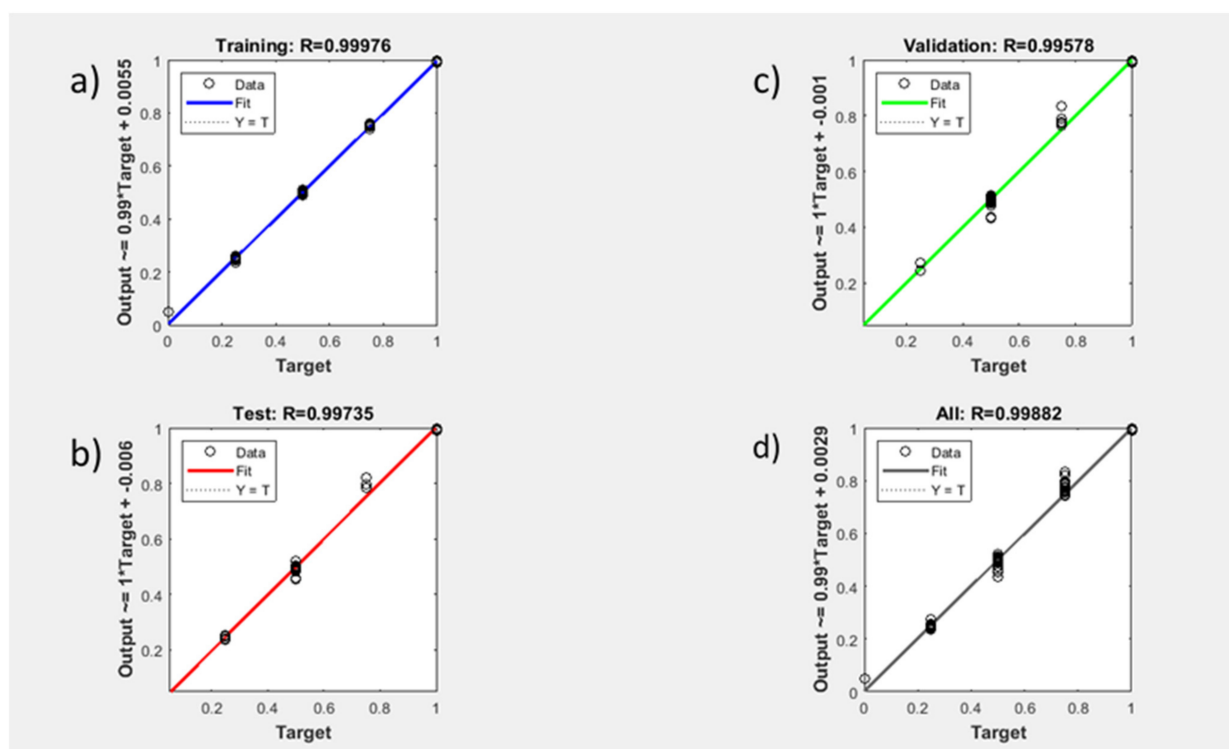 a)
Training: R=0.99976
Output ~= 0.99*Target + 0.0055
Data
Fit
Y = T
1
0.8
0.6
0.4
0.2
0
0 0.2 0.4 0.6 0.8 1
Target
c)
Validation: R=0.99578
Output ~= 1*Target + -0.001
Data
Fit
Y = T
1
0.8
0.6
0.4
0.2
0.2 0.4 0.6 0.8 1
Target
b)
Test: R=0.99735
Output ~= 1*Target + -0.006
Data
Fit
Y = T
1
0.8
0.6
0.4
0.2
0.2 0.4 0.6 0.8 1
Target
d)
All: R=0.99882
Output ~= 0.99*Target + 0.0029
Data
Fit
Y = T
1
0.8
0.6
0.4
0.2
0
0 0.2 0.4 0.6 0.8 1
Target